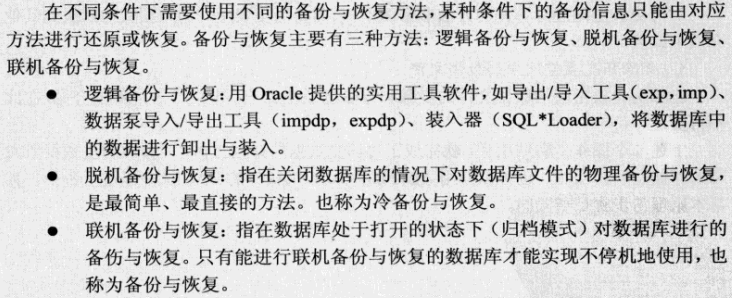 在不同条件下需要使用不同的备份与恢复方法,某种条件下的备份信息只能由对应
方法进行还原或恢复。备份与恢复主要有三种方法：逻辑备份与恢复、脱机备份与恢复、
联机备份与恢复。
● 逻辑备份与恢复：用 Oracle 提供的实用工具软件,如导出/导入工具(exp,imp)、
数据泵导入/导出工具（impdp，expdp）、装入器（SQL*Loader），将数据库中
的数据进行卸出与装入。
● 脱机备份与恢复：指在关闭数据库的情况下对数据库文件的物理备份与恢复，
是最简单、最直接的方法。也称为冷备份与恢复。
● 联机备份与恢复：指在数据库处于打开的状态下（归档模式）对数据库进行的
备伤与恢复。只有能进行联机备份与恢复的数据库才能实现不停机地使用，也
称为备份与恢复。